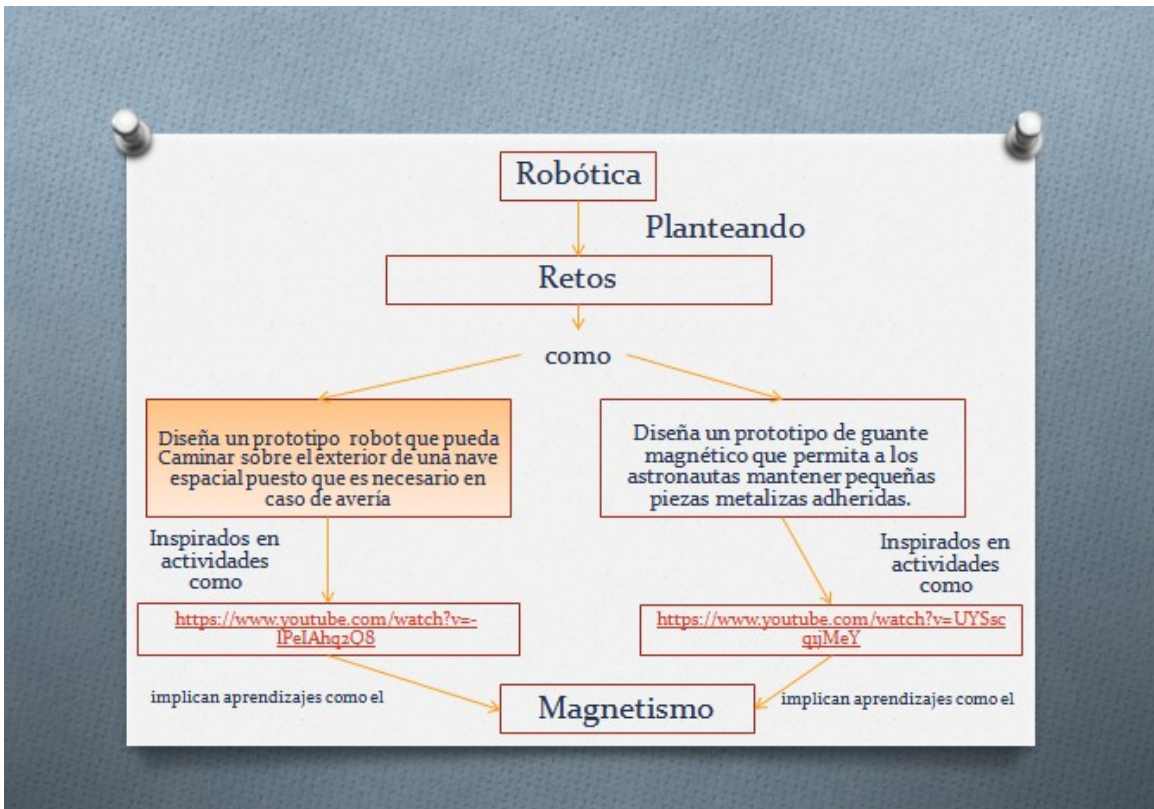 Robótica
Planteando
Retos
como
Diseña un prototipo robot que pueda
Caminar sobre el exterior de una nave
espacial puesto que es necesario en
caso de avería
Diseña un prototipo de guante
magnético que permita a los
astronautas mantener pequeñas
piezas metalizas adheridas.
Inspirados en
actividades
como
Inspirados en
actividades
como
https://www.youtube.com/watch?v=-
lPeIAhq2Q8
https://www.youtube.com/watch?v=UYSsc
q1jMeY
implican aprendizajes como el
Magnetismo
implican aprendizajes como el